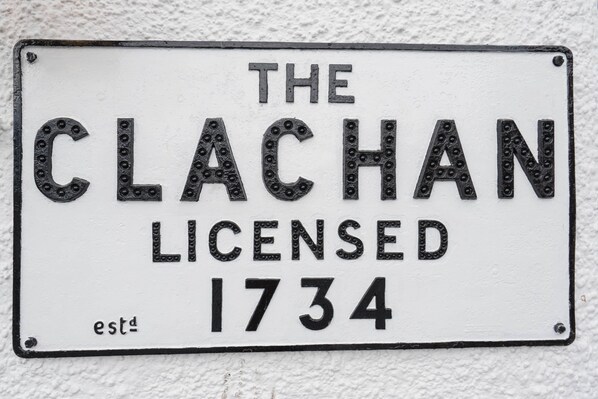 THE
CLACHAN
LICENSED
estd 1734